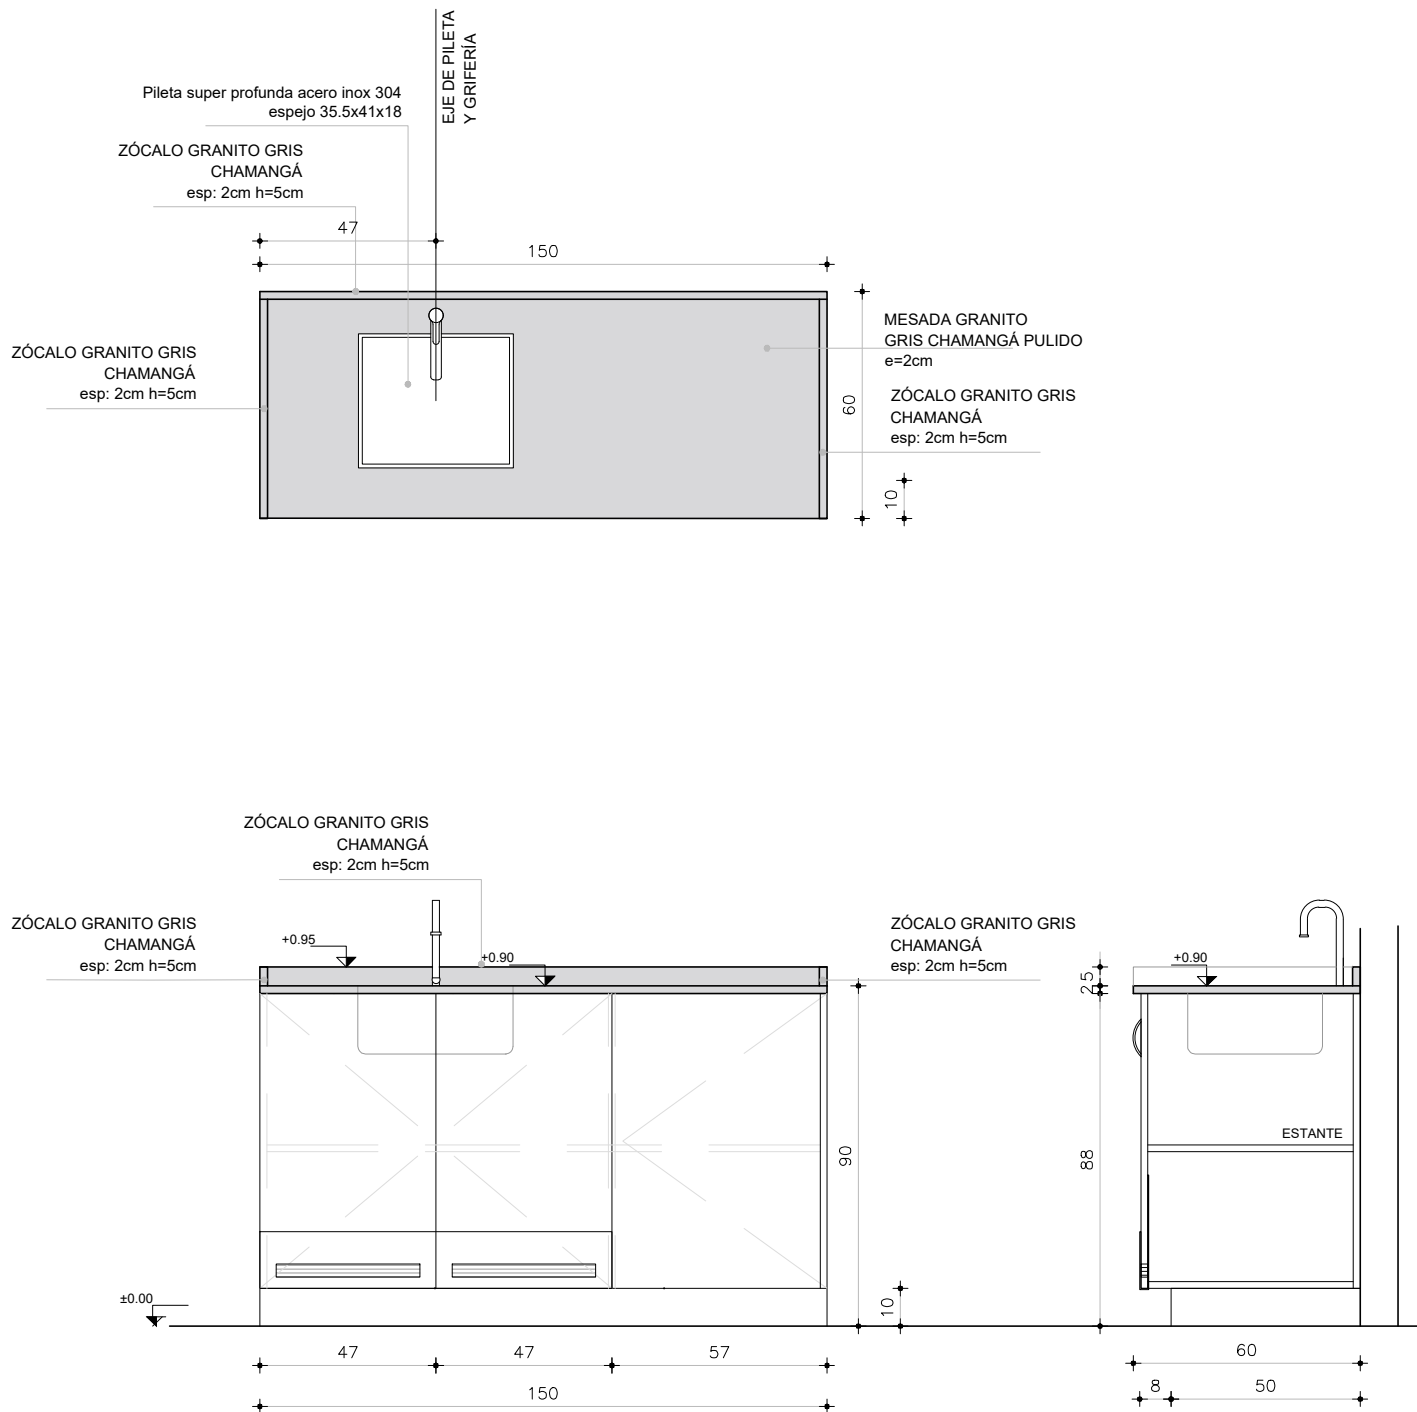 EJE DE PILETA
Y GRIFERÍA
Pileta super profunda acero inox 304
espejo 35.5x41x18
ZÓCALO GRANITO GRIS
CHAMANGÁ
esp: 2cm h=5cm
47
150
ZÓCALO GRANITO GRIS
CHAMANGÁ
esp: 2cm h=5cm
MESADA GRANITO
GRIS CHAMANGÁ PULIDO
e=2cm
60
ZÓCALO GRANITO GRIS
CHAMANGÁ
esp: 2cm h=5cm
10
ZÓCALO GRANITO GRIS
CHAMANGÁ
esp: 2cm h=5cm
ZÓCALO GRANITO GRIS
CHAMANGÁ
esp: 2cm h=5cm
+0.95
+0.90
ZÓCALO GRANITO GRIS
CHAMANGÁ
esp: 2cm h=5cm
+0.90
5
2
90
88
ESTANTE
±0.00
10
47
47
57
150
60
8
50